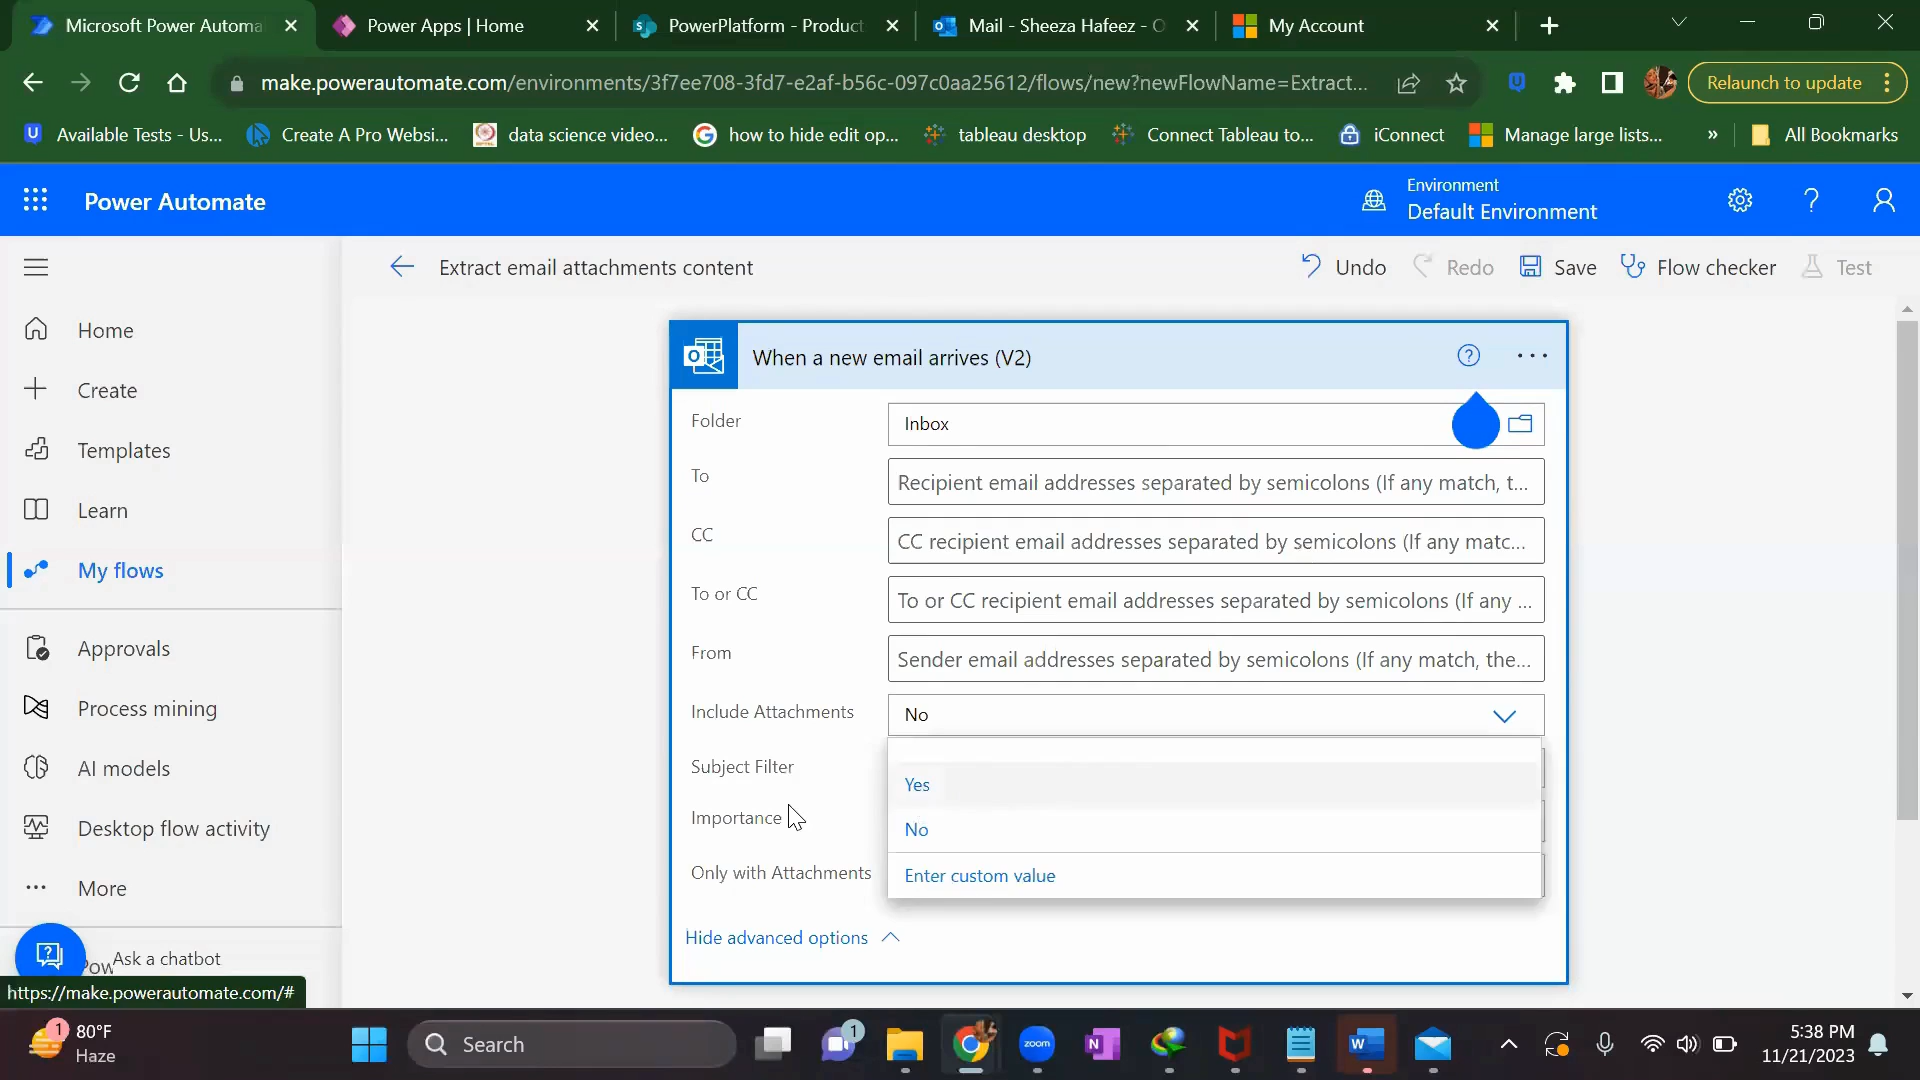 Microsoft Power Automa
Power Apps | Home
PowerPlatform - Product
Mail - Sheeza Hafeez - O
My Account
make.powerautomate.com/environments/3f7ee708-3fd7-e2af-b56c-097c0aa25612/flows/new?newFlowName=Extract...
Relaunch to update
Available Tests - Us...
Create A Pro Websi...
data science video...
how to hide edit op...
tableau desktop
Connect Tableau to...
iConnect
Manage large lists...
»
All Bookmarks
Power Automate
Environment
Default Environment
Extract email attachments content
Undo
Redo
Save
Flow checker
Test
Home
Create
Templates
Learn
My flows
Approvals
Process mining
AI models
Desktop flow activity
More
Ask a chatbot
Pow
https://make.powerautomate.com/#
When a new email arrives (V2)
Folder
Inbox
To
Recipient email addresses separated by semicolons (If any match, t...
CC
CC recipient email addresses separated by semicolons (If any matc...
To or CC
To or CC recipient email addresses separated by semicolons (If any ...
From
Sender email addresses separated by semicolons (If any match, the...
Include Attachments
No
Subject Filter
Yes
Importance
No
Only with Attachments
Enter custom value
Hide advanced options
1
80°F
Haze
Search
1
zoom
5:38 PM
11/21/2023